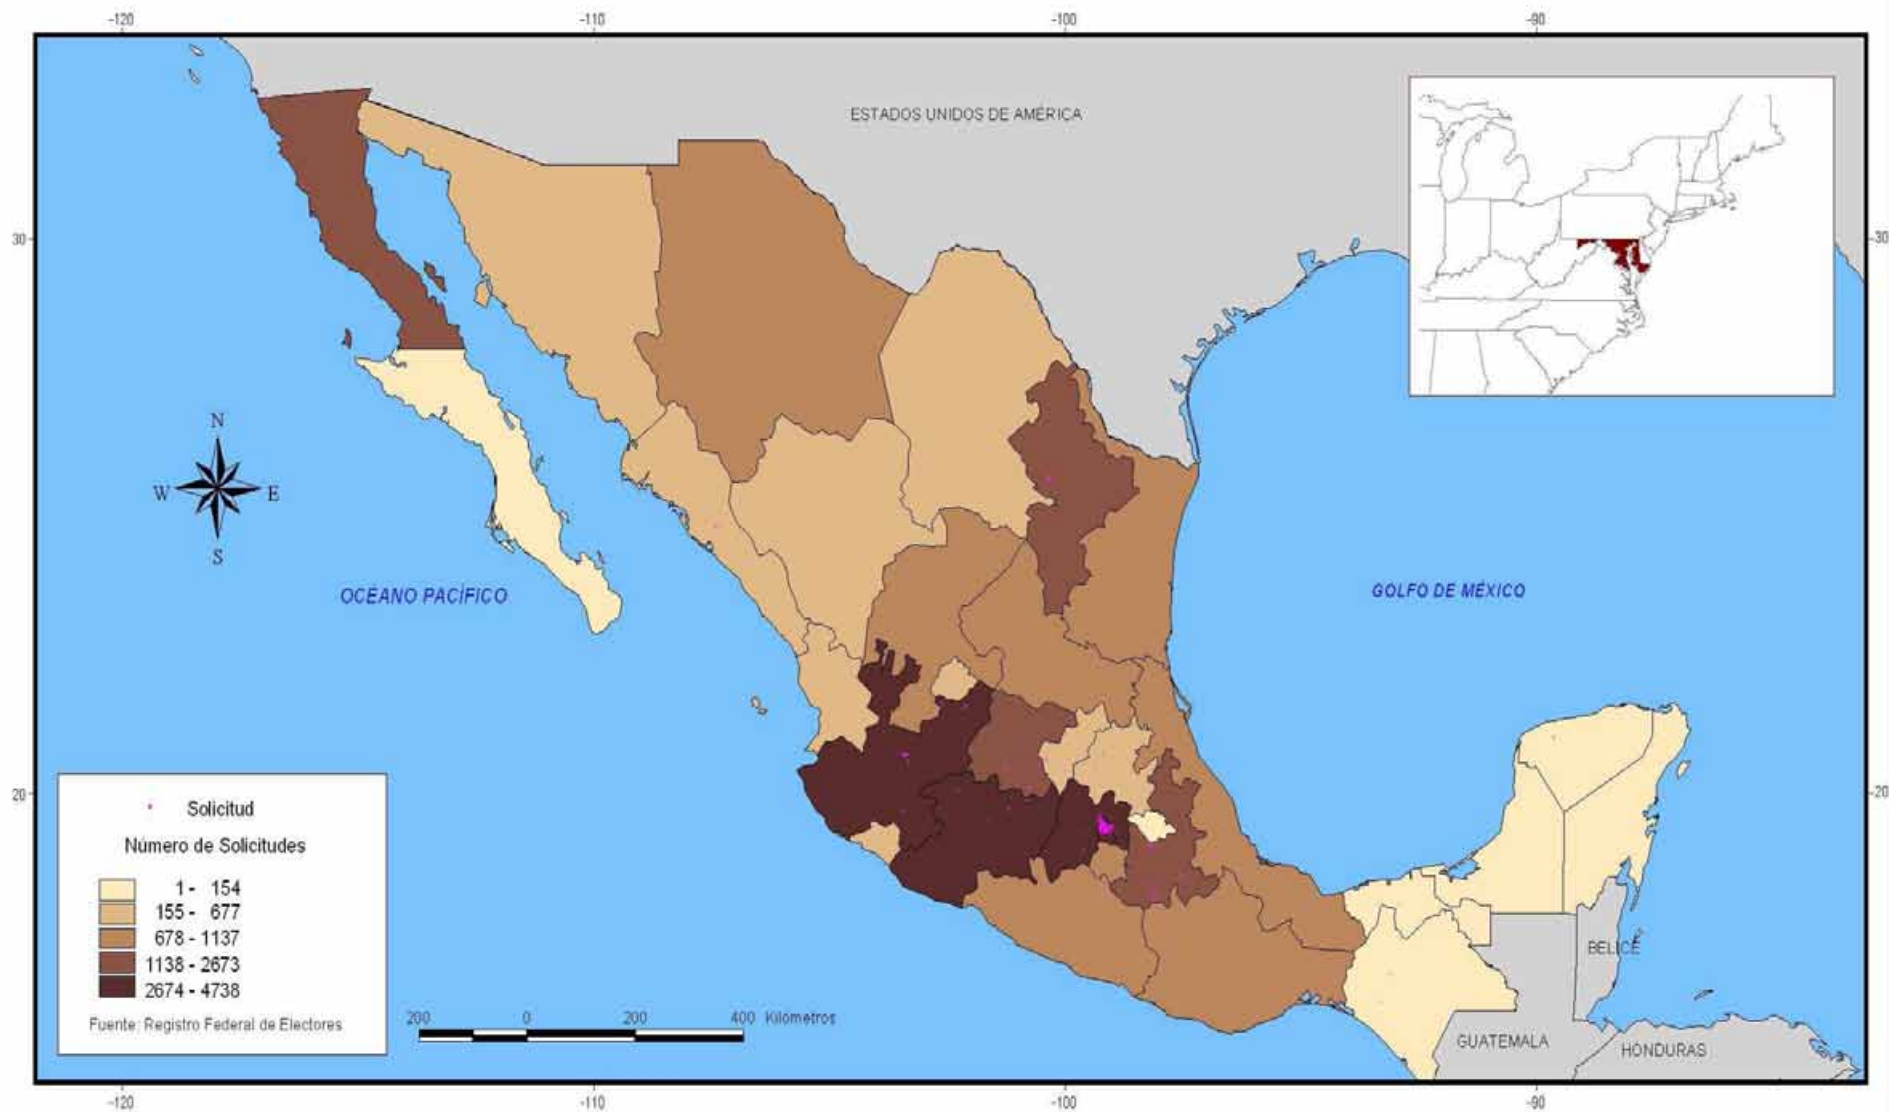 -120 -110 -100 -90
ESTADOS UNIDOS DE AMÉRICA
30 30
N
W E
S
OCÉANO PACÍFICO
GOLFO DE MÉXICO
20 20
Solicitud
Número de Solicitudes
1 - 154
155 - 677
678 - 1137
1138 - 2673
2674 - 4738
Fuente: Registro Federal de Electores
200 0 200 400 Kilometros
BELICE
GUATEMALA
HONDURAS
-120 -110 -100 -90